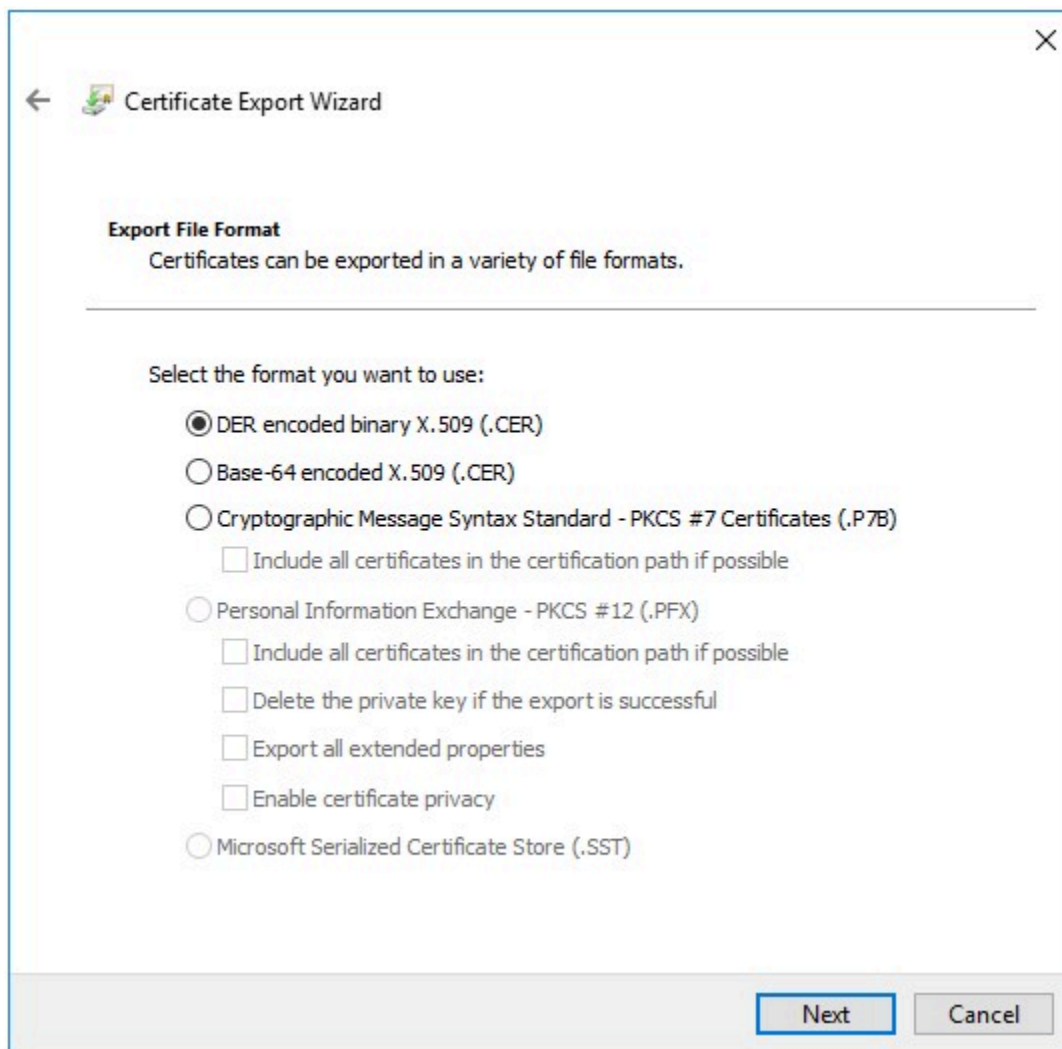 Certificate Export Wizard
Export File Format
Certificates can be exported in a variety of file formats.
Select the format you want to use:
DER encoded binary X.509 (.CER)
Base-64 encoded X.509 (.CER)
Cryptographic Message Syntax Standard - PKCS #7 Certificates (.P7B)
Include all certificates in the certification path if possible
Personal Information Exchange - PKCS #12 (.PFX)
Include all certificates in the certification path if possible
Delete the private key if the export is successful
Export all extended properties
Enable certificate privacy
Microsoft Serialized Certificate Store (.SST)
Next Cancel